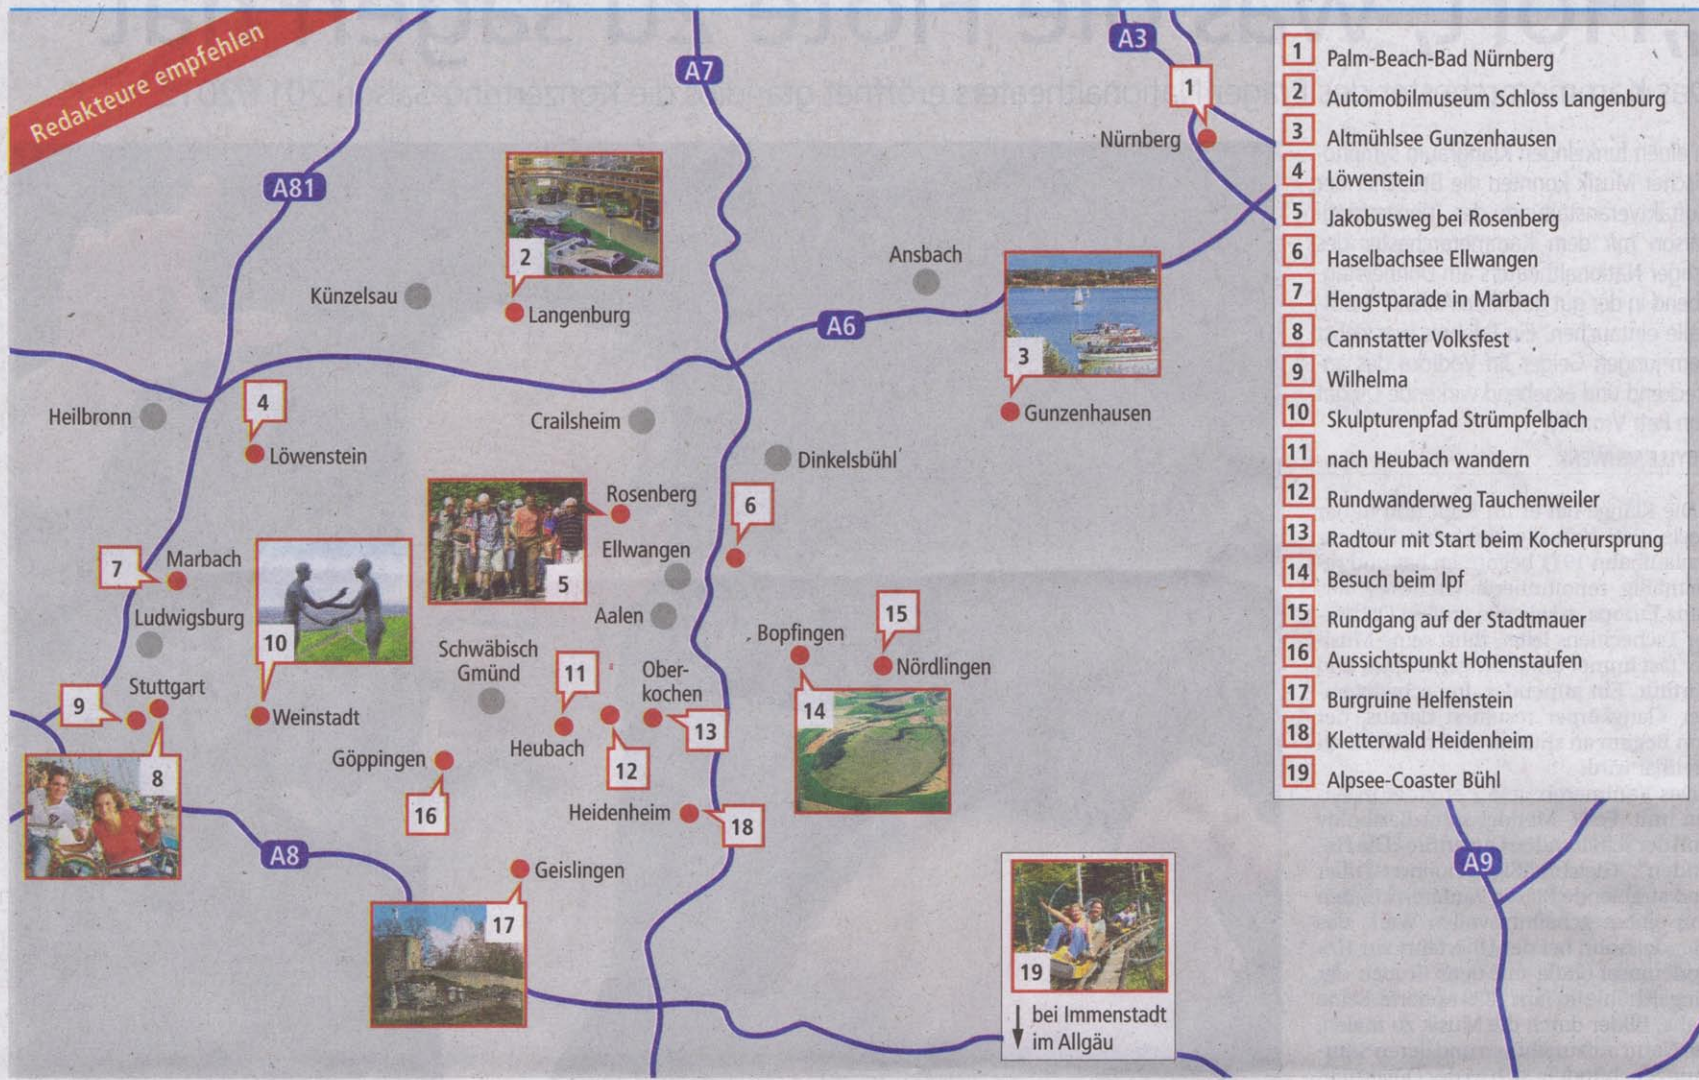 Redakteure empfehlen
A81
A7
A3
1
Nürnberg
2
Künzelsau
Langenburg
Ansbach
A6
3
Gunzenhausen
Heilbronn
4
Löwenstein
Crailsheim
Dinkelsbühl
Rosenberg
5
6
Ellwangen
Aalen
7
Marbach
Ludwigsburg
10
Weinstadt
Schwäbisch
Gmünd
11
Heubach
12
Ober-
kochen
13
Bopfingen
14
15
Nördlingen
9
Stuttgart
8
Göppingen
16
Heidenheim
18
A8
Geislingen
17
19
bei Immenstadt
im Allgäu
A9
1 Palm-Beach-Bad Nürnberg
2 Automobilmuseum Schloss Langenburg
3 Altmühlsee Gunzenhausen
4 Löwenstein
5 Jakobusweg bei Rosenberg
6 Haselbachsee Ellwangen
7 Hengstparade in Marbach
8 Cannstatter Volksfest
9 Wilhelma
10 Skulpturenpfad Strümpfelbach
11 nach Heubach wandern
12 Rundwanderweg Tauchenweiler
13 Radtour mit Start beim Kocherursprung
14 Besuch beim Ipf
15 Rundgang auf der Stadtmauer
16 Aussichtspunkt Hohenstaufen
17 Burgruine Helfenstein
18 Kletterwald Heidenheim
19 Alpsee-Coaster Bühl